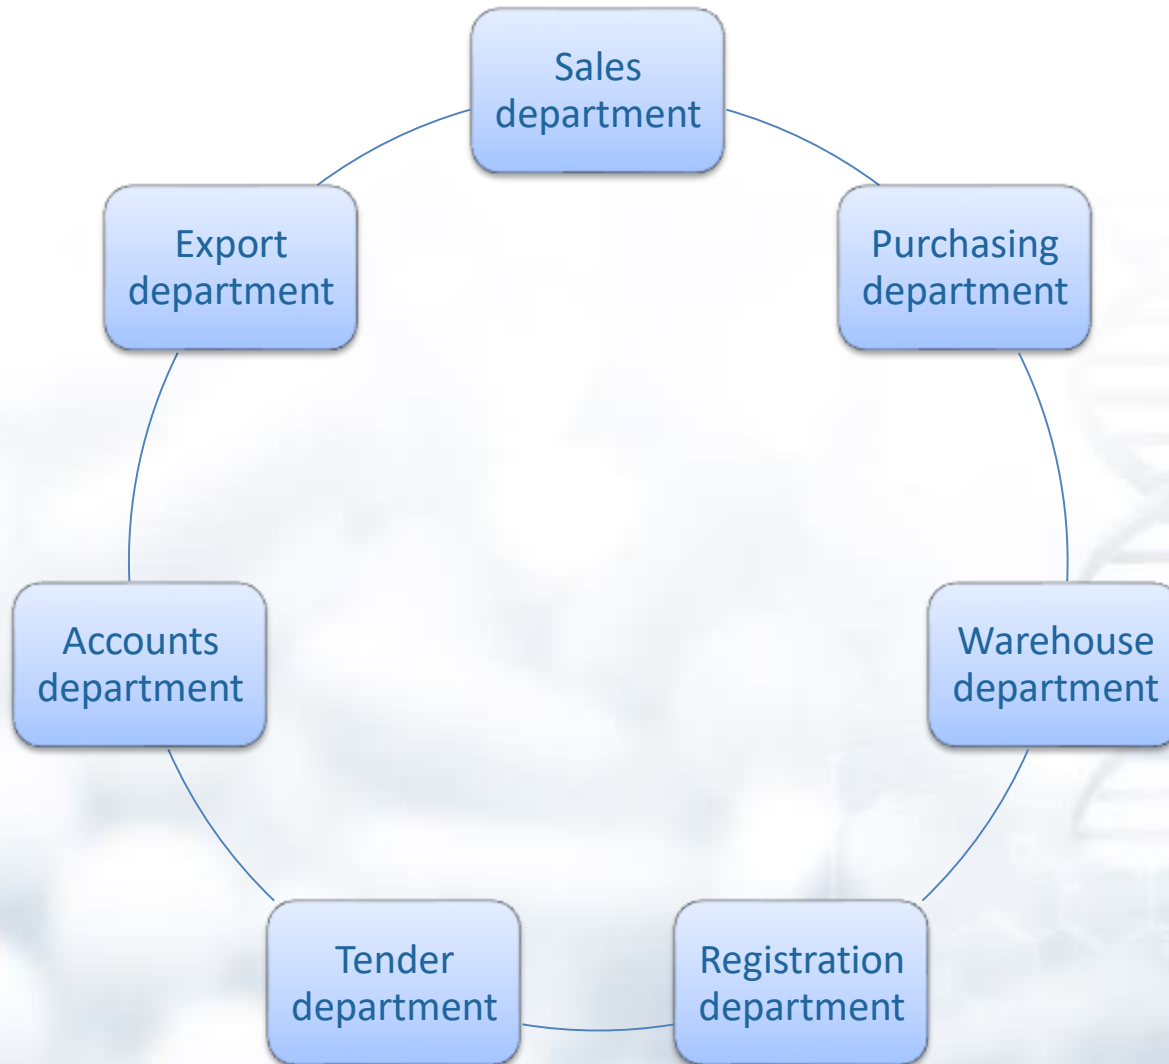 Sales
department
Purchasing
department
Warehouse
department
Registration
department
Tender
department
Accounts
department
Export
department